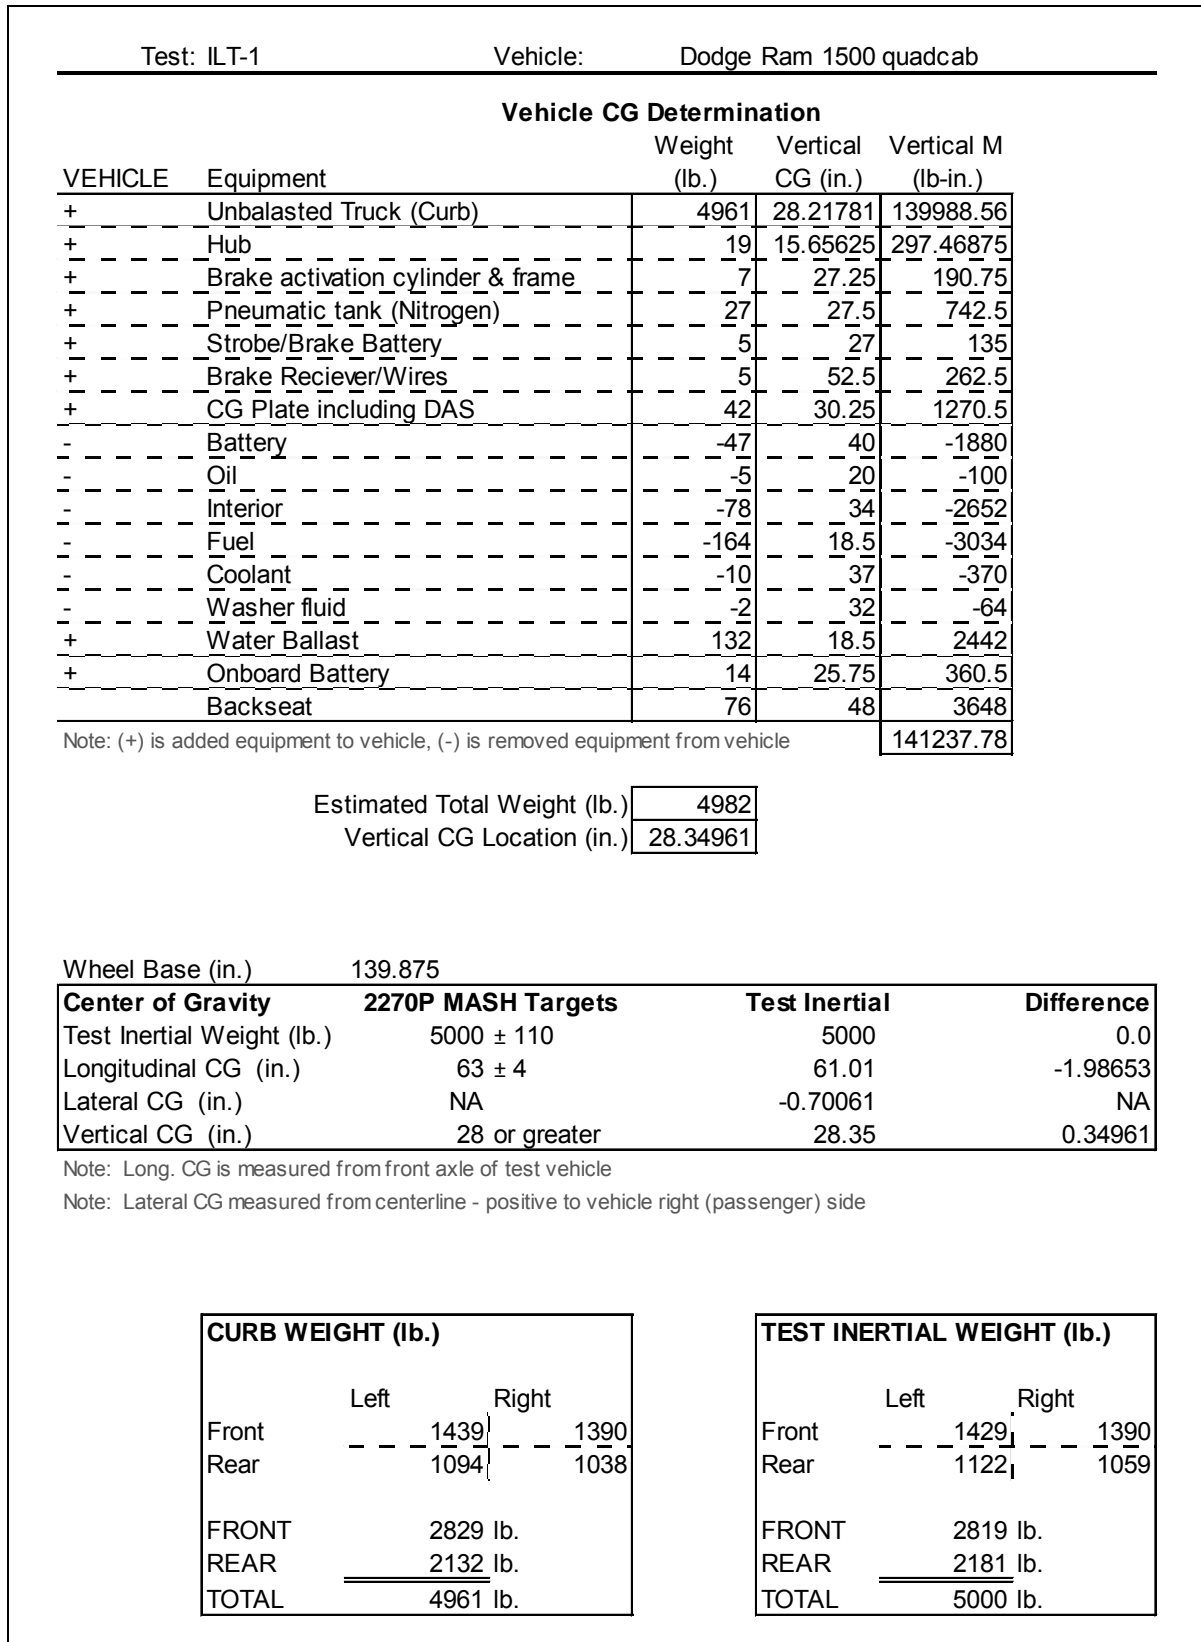 Test: ILT-1 Vehicle: Dodge Ram 1500 quadcab
Vehicle CG Determination
Weight Vertical Vertical M
VEHICLE Equipment (lb.) CG (in.) (lb-in.)
+ Unbalasted Truck (Curb) 4961 28.21781 139988.56
+ Hub 19 15.65625 297.46875
+ Brake activation cylinder & frame 7 27.25 190.75
+ Pneumatic tank (Nitrogen) 27 27.5 742.5
+ Strobe/Brake Battery 5 27 135
+ Brake Reciever/Wires 5 52.5 262.5
+ CG Plate including DAS 42 30.25 1270.5
- Battery -47 40 -1880
- Oil -5 20 -100
- Interior -78 34 -2652
- Fuel -164 18.5 -3034
- Coolant -10 37 -370
- Washer fluid -2 32 -64
+ Water Ballast 132 18.5 2442
+ Onboard Battery 14 25.75 360.5
Backseat 76 48 3648
Note: (+) is added equipment to vehicle, (-) is removed equipment from vehicle 141237.78
Estimated Total Weight (lb.) 4982
Vertical CG Location (in.) 28.34961
Wheel Base (in.) 139.875
Center of Gravity 2270P MASH Targets Test Inertial Difference
Test Inertial Weight (lb.) 5000 ± 110 5000 0.0
Longitudinal CG (in.) 63 ± 4 61.01 -1.98653
Lateral CG (in.) NA -0.70061 NA
Vertical CG (in.) 28 or greater 28.35 0.34961
Note: Long. CG is measured from front axle of test vehicle
Note: Lateral CG measured from centerline - positive to vehicle right (passenger) side
CURB WEIGHT (lb.)
Left Right
Front 1439 1390
Rear 1094 1038
FRONT 2829 lb.
REAR 2132 lb.
TOTAL 4961 lb.
TEST INERTIAL WEIGHT (lb.)
Left Right
Front 1429 1390
Rear 1122 1059
FRONT 2819 lb.
REAR 2181 lb.
TOTAL 5000 lb.